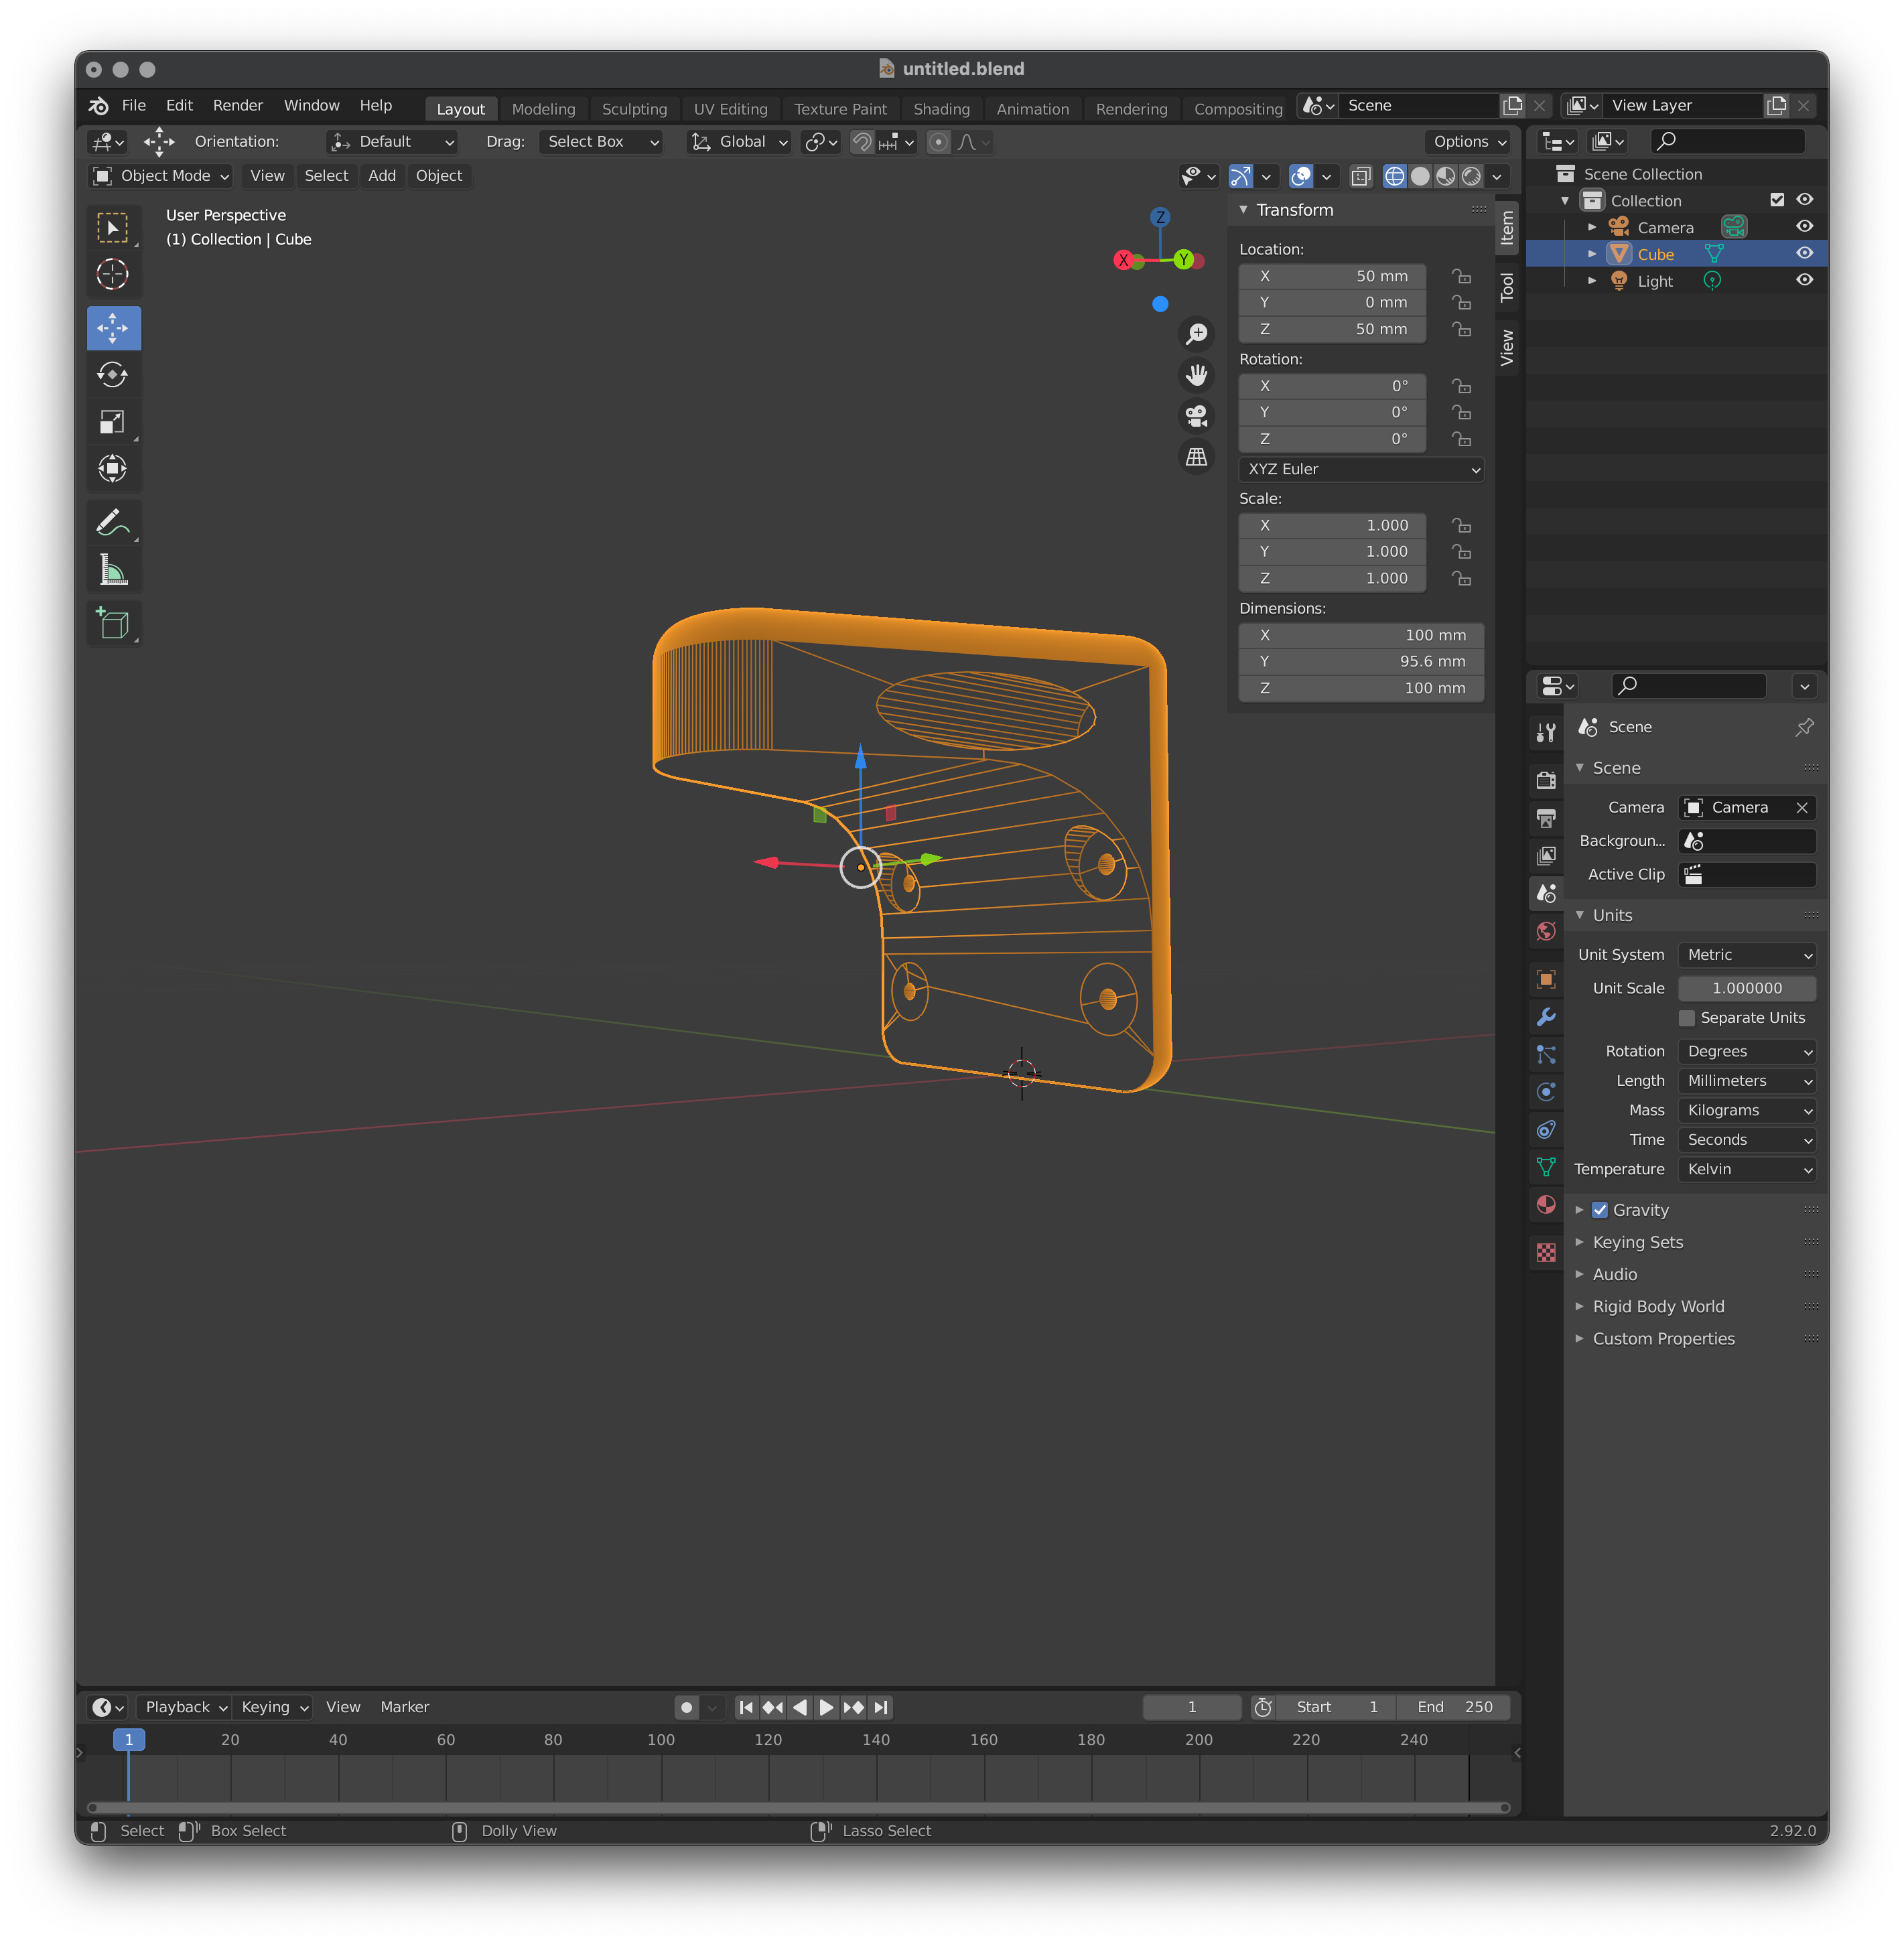 untitled.blend
File Edit Render Window Help Layout Modeling Sculpting UV Editing Texture Paint Shading Animation Rendering Compositing Scene View Layer
Orientation: Default Drag: Select Box Global Options
Object Mode View Select Add Object
User Perspective
(1) Collection | Cube
Z
X Y
Transform
Location:
X 50 mm
Y 0 mm
Z 50 mm
Rotation:
X 0°
Y 0°
Z 0°
XYZ Euler
Scale:
X 1.000
Y 1.000
Z 1.000
Dimensions:
X 100 mm
Y 95.6 mm
Z 100 mm
Item
Tool
View
Scene Collection
Collection
Camera
Cube
Light
Scene
Scene
Camera Camera
Backgroun...
Active Clip
Units
Unit System Metric
Unit Scale 1.000000
Separate Units
Rotation Degrees
Length Millimeters
Mass Kilograms
Time Seconds
Temperature Kelvin
Gravity
Keying Sets
Audio
Rigid Body World
Custom Properties
Playback Keying View Marker 1 Start 1 End 250
1 20 40 60 80 100 120 140 160 180 200 220 240
Select Box Select Dolly View Lasso Select 2.92.0